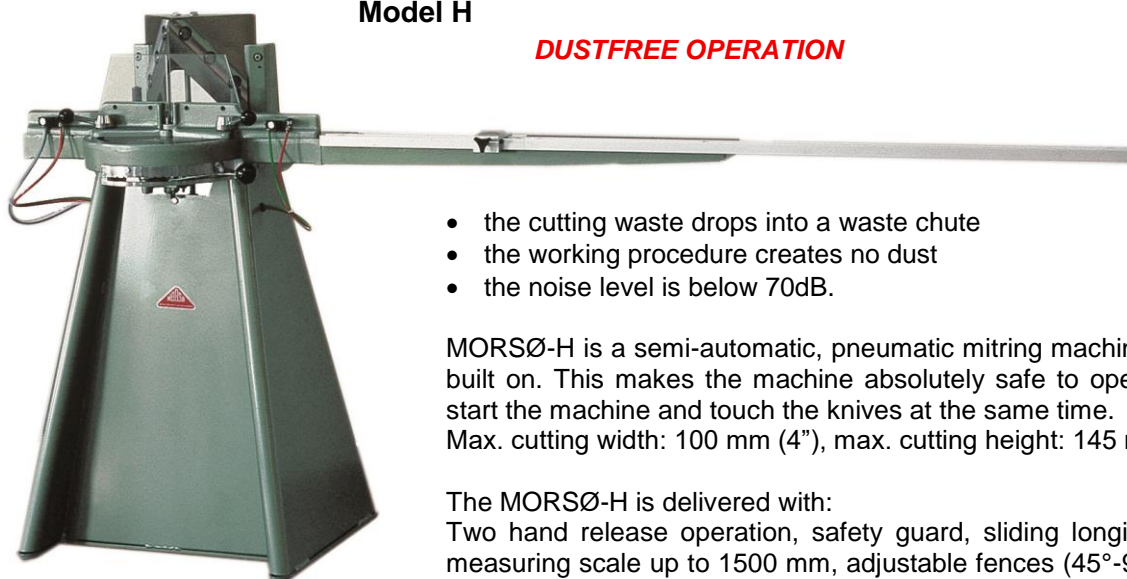 Model H
DUSTFREE OPERATION
• the cutting waste drops into a waste chute
• the working procedure creates no dust
• the noise level is below 70dB.
MORSØ-H is a semi-automatic, pneumatic mitring machin
built on. This makes the machine absolutely safe to ope
start the machine and touch the knives at the same time.
Max. cutting width: 100 mm (4”), max. cutting height: 145
The MORSØ-H is delivered with:
Two hand release operation, safety guard, sliding longi
measuring scale up to 1500 mm, adjustable fences (45°-9